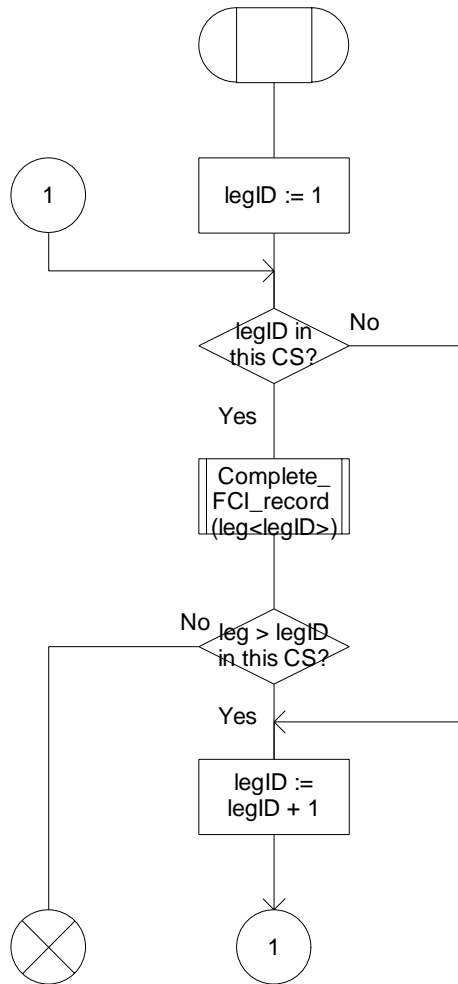 1
legID := 1
legID in
this CS?
No
Yes
Complete_
FCI_record
(leg<legID>)
No
leg > legID
in this CS?
Yes
legID :=
legID + 1
1